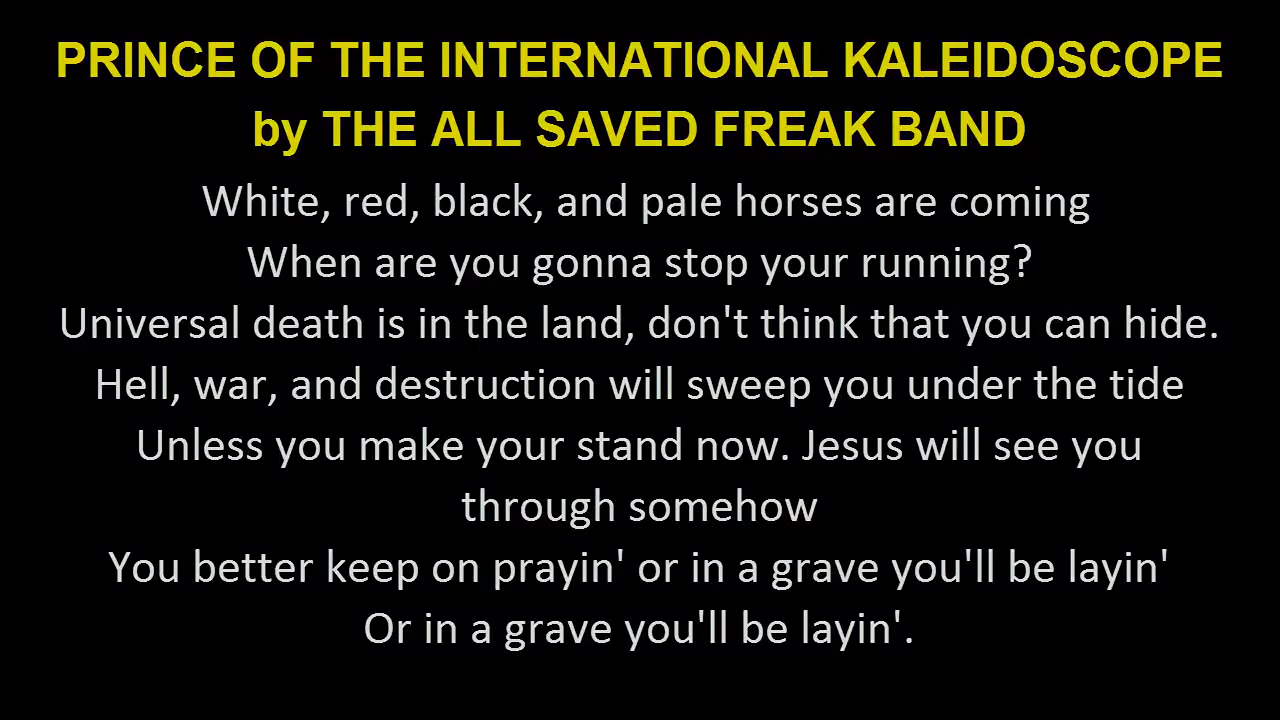 PRINCE OF THE INTERNATIONAL KALEIDOSCOPE
by THE ALL SAVED FREAK BAND
White, red, black, and pale horses are coming
When are you gonna stop your running?
Universal death is in the land, don't think that you can hide.
Hell, war, and destruction will sweep you under the tide
Unless you make your stand now. Jesus will see you
through somehow
You better keep on prayin' or in a grave you'll be layin'
Or in a grave you'll be layin'.